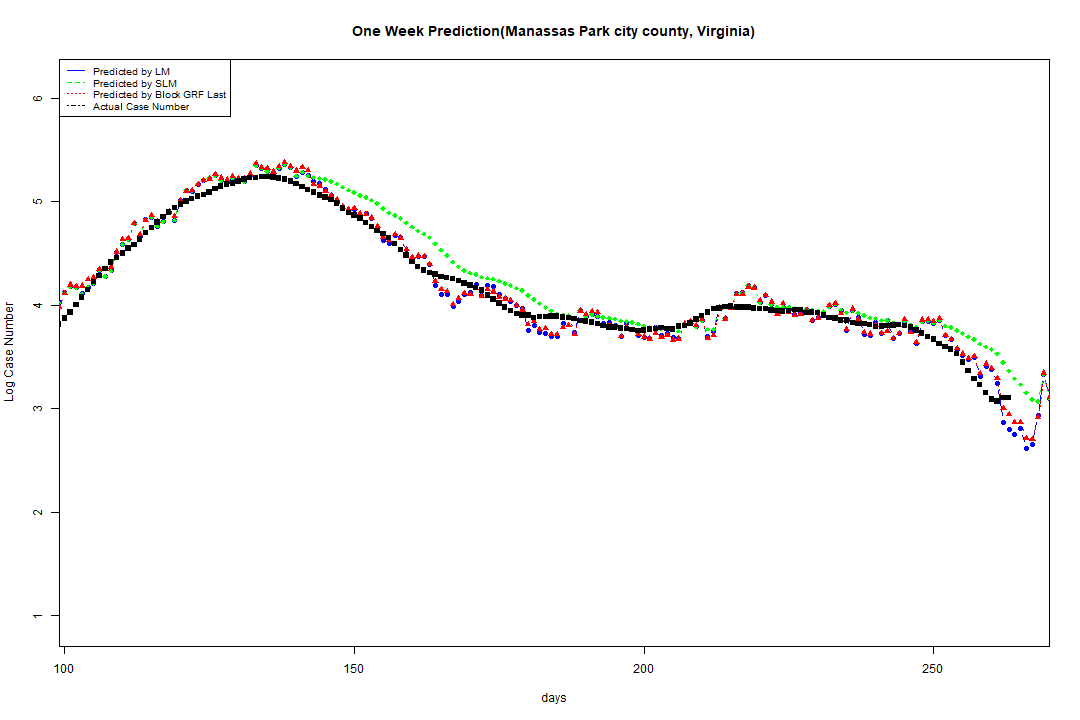 One Week Prediction(Manassas Park city county, Virginia)
Predicted by LM
Predicted by SLM
Predicted by Block GRF Last
Actual Case Number
Log Case Number
6
5
4
3
2
1
100 150 200 250
days